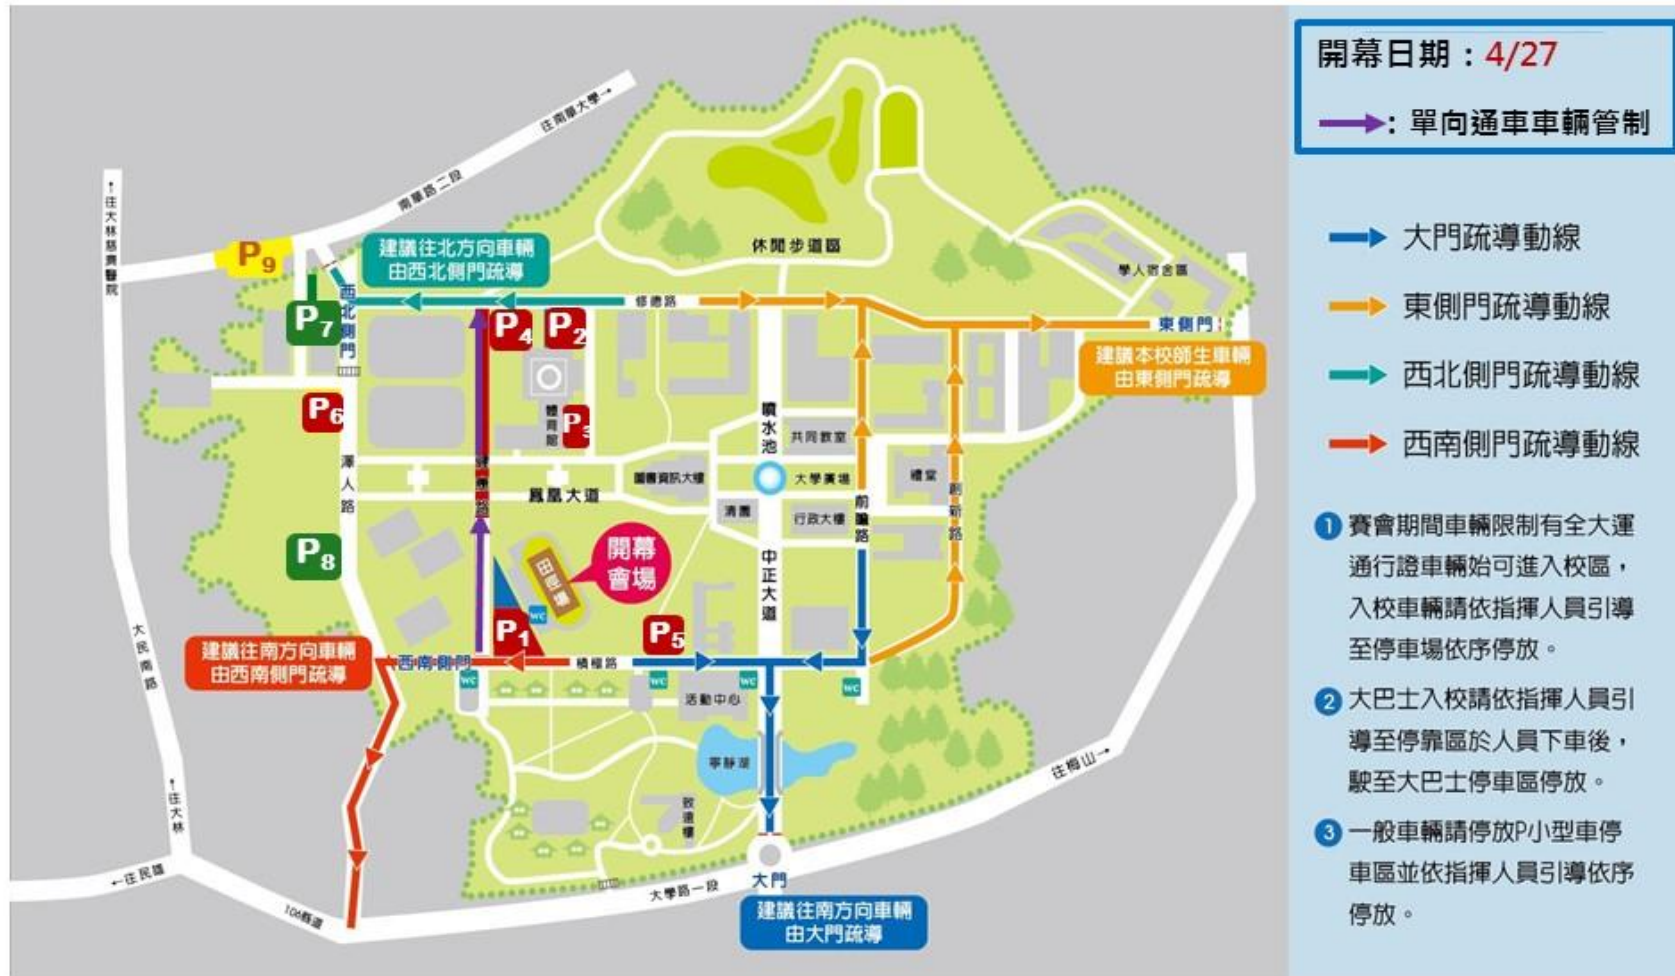 開幕日期：4/27
：單向通車車輛管制
大門疏導動線
東側門疏導動線
西北側門疏導動線
西南側門疏導動線
1 賽會期間車輛限制有全大運
通行證車輛始可進入校區，
入校車輛請依指揮人員引導
至停車場依序停放。
2 大巴士入校請依指揮人員引
導至停靠區於人員下車後，
駛至大巴士停車區停放。
3 一般車輛請停放P小型車停
車區並依指揮人員引導依序
停放。
往南華大學→
南華路二段
←往大林慈濟醫院
P9
建議往北方向車輛
由西北側門疏導
休閒步道區
學人宿舍區
P7
西北側門
P4
P2
修德路
東側門
建議本校師生車輛
由東側門疏導
P6
體育館
P3
噴水池
共同教室
澤人路
鳳凰大道
圖書資訊大樓
大學廣場
禮堂
清園
行政大樓
前瞻路
創新路
P8
開幕
會場
田徑場
中正大道
WC
P1
P5
大民南路
建議往南方向車輛
由西南側門疏導
西南側門
積極路
WC
WC
WC
WC
活動中心
寧靜湖
致遠樓
往梅山→
←往大林
←往民雄
106縣道
大學路一段
大門
建議往南方向車輛
由大門疏導